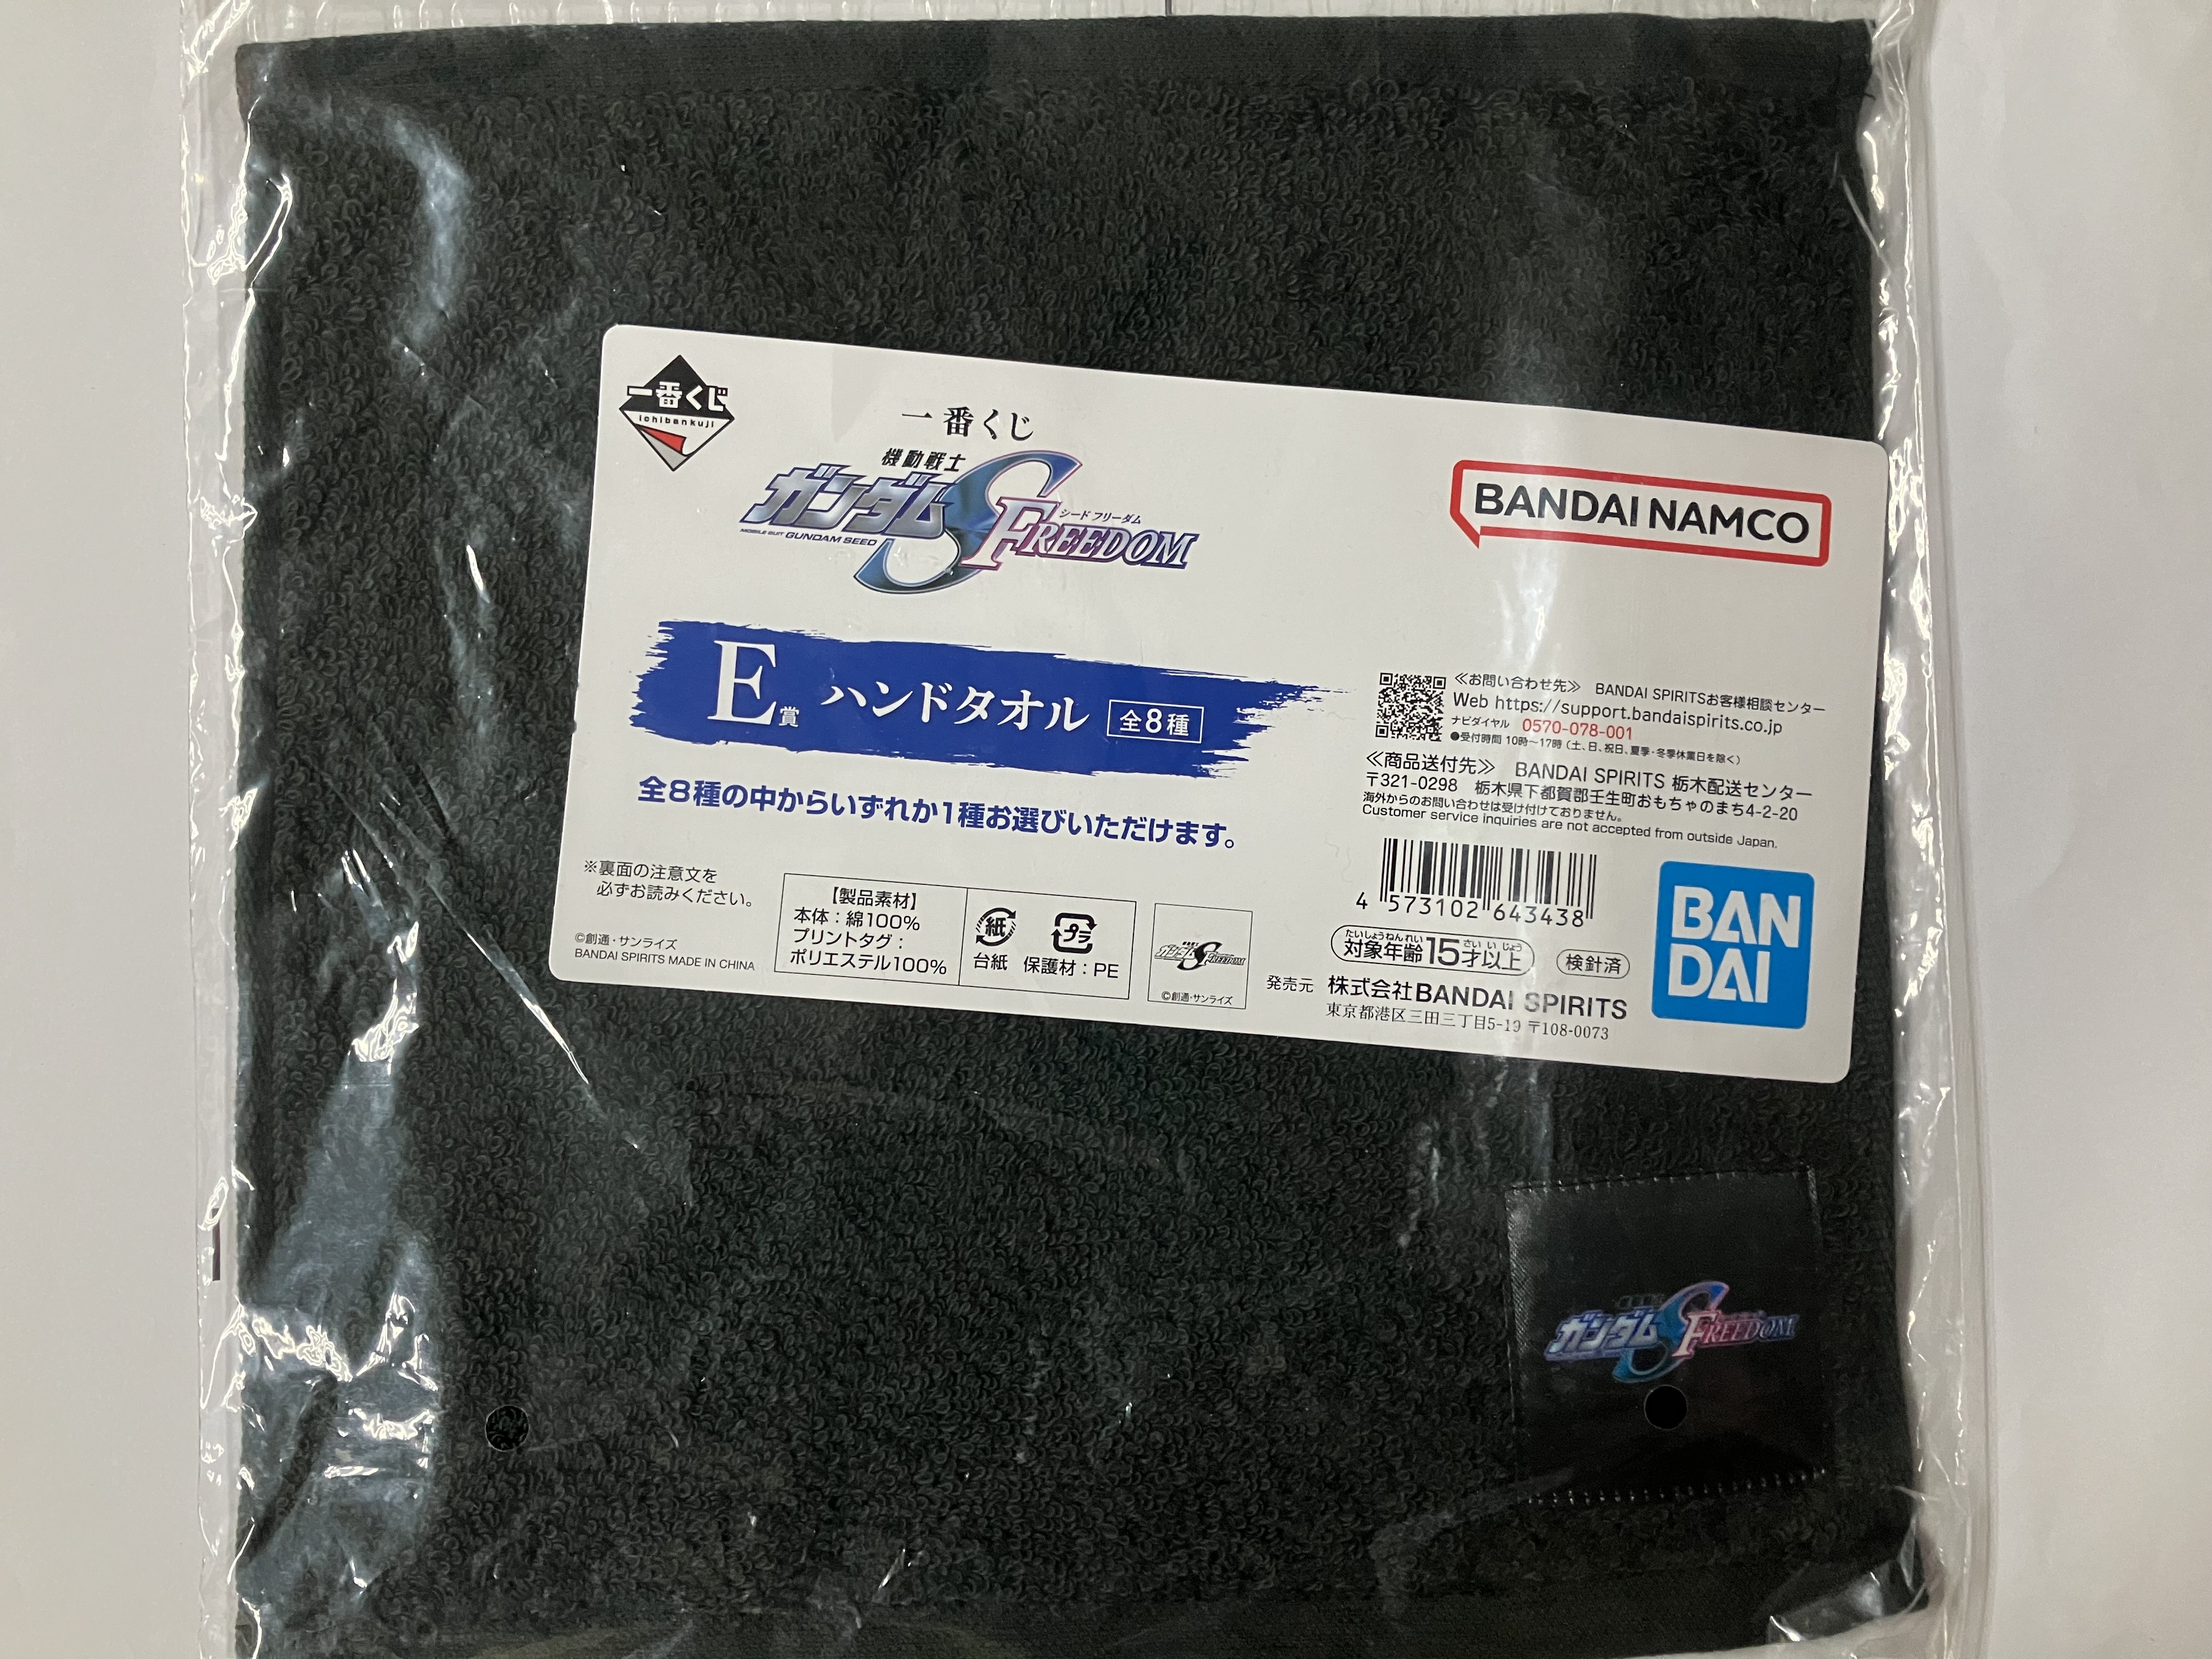 一番くじ
ichibankuji
一番くじ
機動戦士
ガンダムSEED FREEDOM
シード フリーダム
MOBILE SUIT GUNDAM SEED
BANDAI NAMCO
E賞 ハンドタオル 全8種
全8種の中からいずれか1種お選びいただけます。
≪お問い合わせ先≫ BANDAI SPIRITSお客様相談センター
Web https://support.bandaispirits.co.jp
ナビダイヤル 0570-078-001
●受付時間 10時〜17時(土、日、祝日、夏季・冬季休業日を除く)
≪商品送付先≫ BANDAI SPIRITS 栃木配送センター
〒321-0298 栃木県下都賀郡壬生町おもちゃのまち4-2-20
海外からのお問い合わせは受け付けておりません。
Customer service inquiries are not accepted from outside Japan.
※裏面の注意文を
必ずお読みください。
©創通・サンライズ
BANDAI SPIRITS MADE IN CHINA
【製品素材】
本体：綿100%
プリントタグ：
ポリエステル100%
紙
台紙
プラ
保護材：PE
ガンダム FREEDOM
©創通・サンライズ
4 573102 643438
たいしょうねんれい さい いじょう
対象年齢15才以上
検針済
発売元 株式会社BANDAI SPIRITS
東京都港区三田三丁目5-19 〒108-0073
BAN
DAI
ガンダム FREEDOM